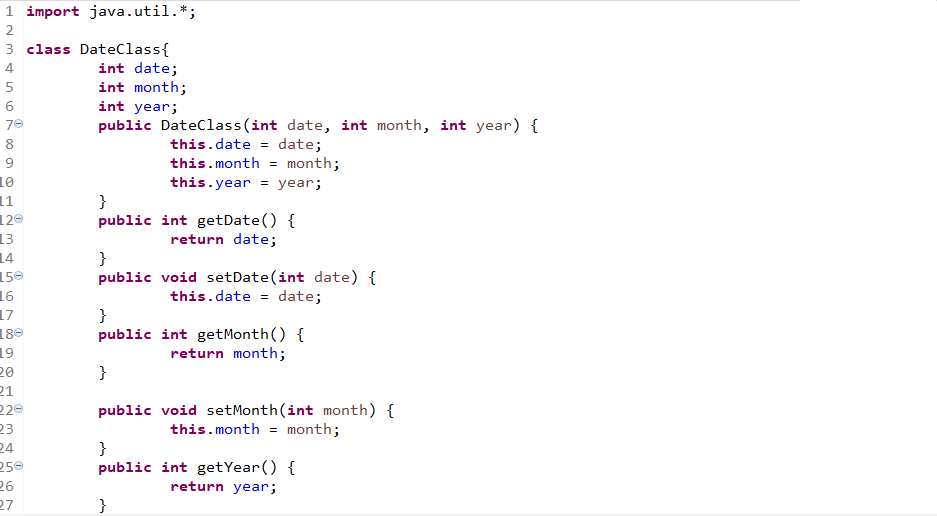 1 import java.util.*;
2
3 class DateClass{
4 int date;
5 int month;
6 int year;
7 public DateClass(int date, int month, int year) {
8 this.date = date;
9 this.month = month;
10 this.year = year;
11 }
12 public int getDate() {
13 return date;
14 }
15 public void setDate(int date) {
16 this.date = date;
17 }
18 public int getMonth() {
19 return month;
20 }
21
22 public void setMonth(int month) {
23 this.month = month;
24 }
25 public int getYear() {
26 return year;
27 }